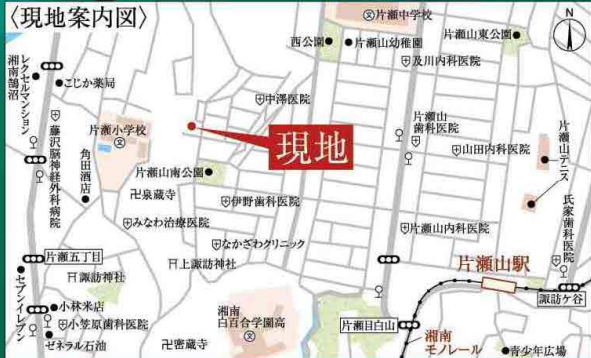 〈現地案内図〉
片瀬中学校
N
西公園
片瀬山幼稚園
片瀬山東公園
及川内科医院
レクセルマンション
湘南鵠沼
こじか薬局
中澤医院
片瀬小学校
現地
片瀬山
歯科医院
山田内科医院
片瀬山テニス
藤沢脳神経外科病院
角田酒店
片瀬山南公園
卍泉蔵寺
伊野歯科医院
みなわ治療医院
片瀬山内科医院
氏家歯科医院
なかざわクリニック
片瀬五丁目
諏訪神社
上諏訪神社
片瀬山駅
諏訪ケ谷
セブンイレブン
小林米店
小笠原歯科医院
ゼネラル石油
湘南
白百合学園高
卍密蔵寺
片瀬目白山
湘南
モノレール
青少年広場